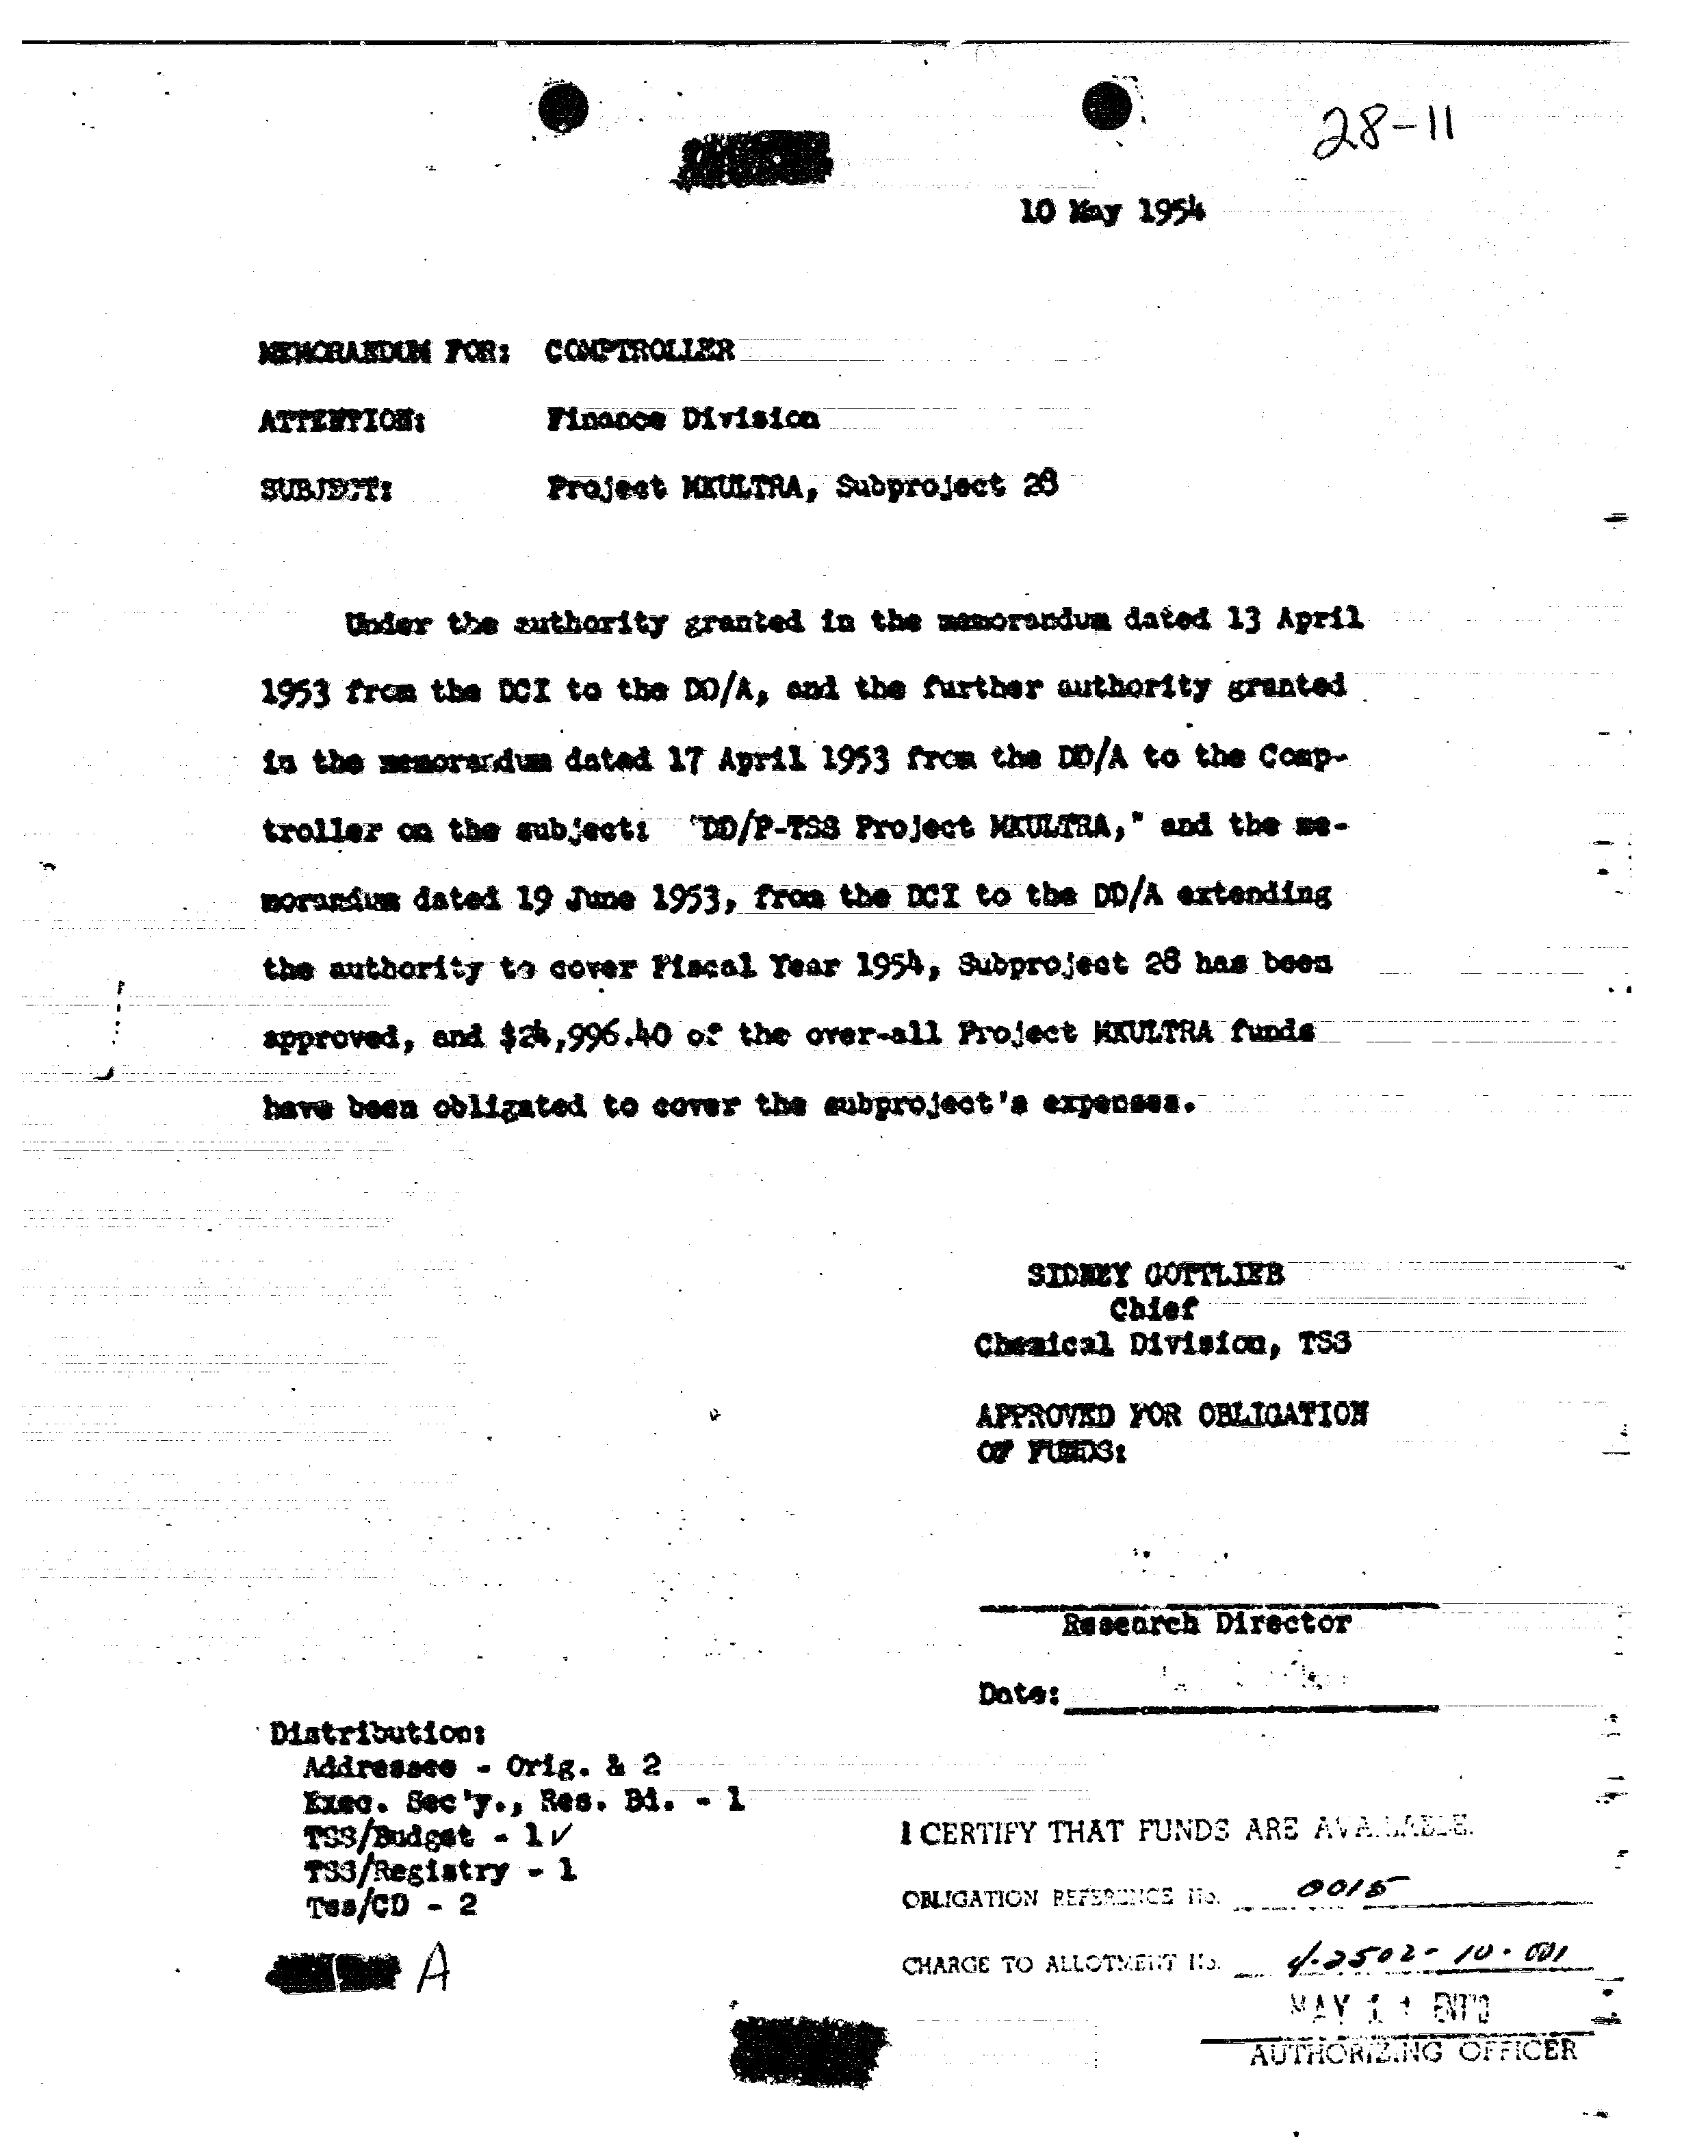 28-11
10 May 1954
MEMORANDUM FOR: COMPTROLLER
ATTENTION: Finance Division
SUBJECT: Project MKULTRA, Subproject 28
Under the authority granted in the memorandum dated 13 April
1953 from the DCI to the DD/A, and the further authority granted
in the memorandum dated 17 April 1953 from the DD/A to the Comp-
troller on the subject: "DD/P-TSS Project MKULTRA," and the me-
morandum dated 19 June 1953, from the DCI to the DD/A extending
the authority to cover Fiscal Year 1954, Subproject 28 has been
approved, and $24,996.40 of the over-all Project MKULTRA funds
have been obligated to cover the subproject's expenses.
SIDNEY GOTTLIEB
Chief
Chemical Division, TSS
APPROVED FOR OBLIGATION
OF FUNDS:
Research Director
Date:
Distribution:
Addressee - Orig. & 2
Exec. Sec'y., Res. Bd. - 1
TSS/Budget - 1 ✓
TSS/Registry - 1
Tss/CD - 2
A
I CERTIFY THAT FUNDS ARE AVAILABLE.
OBLIGATION REFERENCE No. 0015
CHARGE TO ALLOTMENT No. 4-2502-10-001
MAY 11 ENT'D
AUTHORIZING OFFICER